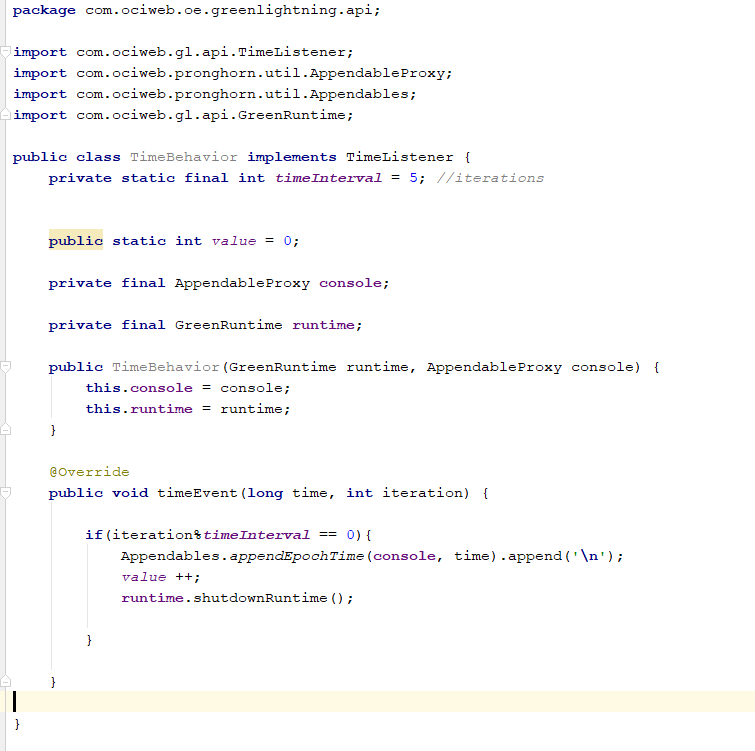 package com.ociweb.oe.greenlightning.api;
import com.ociweb.gl.api.TimeListener;
import com.ociweb.pronghorn.util.AppendableProxy;
import com.ociweb.pronghorn.util.Appendables;
import com.ociweb.gl.api.GreenRuntime;
public class TimeBehavior implements TimeListener {
    private static final int timeInterval = 5; //iterations
    public static int value = 0;
    private final AppendableProxy console;
    private final GreenRuntime runtime;
    public TimeBehavior(GreenRuntime runtime, AppendableProxy console) {
        this.console = console;
        this.runtime = runtime;
    }
    @Override
    public void timeEvent(long time, int iteration) {
        if(iteration%timeInterval == 0){
            Appendables.appendEpochTime(console, time).append('\n');
            value ++;
            runtime.shutdownRuntime();
        }
    }
}